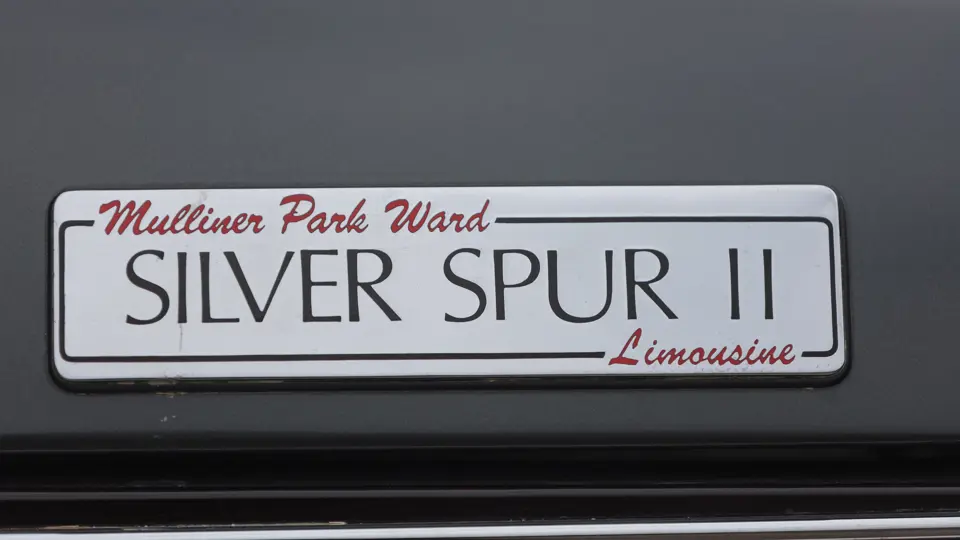 Mulliner Park Ward
SILVER SPUR II
Limousine